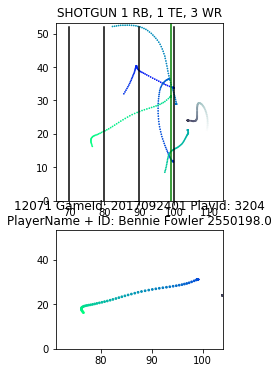 SHOTGUN 1 RB, 1 TE, 3 WR
50
40
30
20
10
0
70 80 90 100 110
12071 GameId: 2017092401 PlayId: 3204
PlayerName + ID: Bennie Fowler 2550198.0
40
20
0
80 90 100